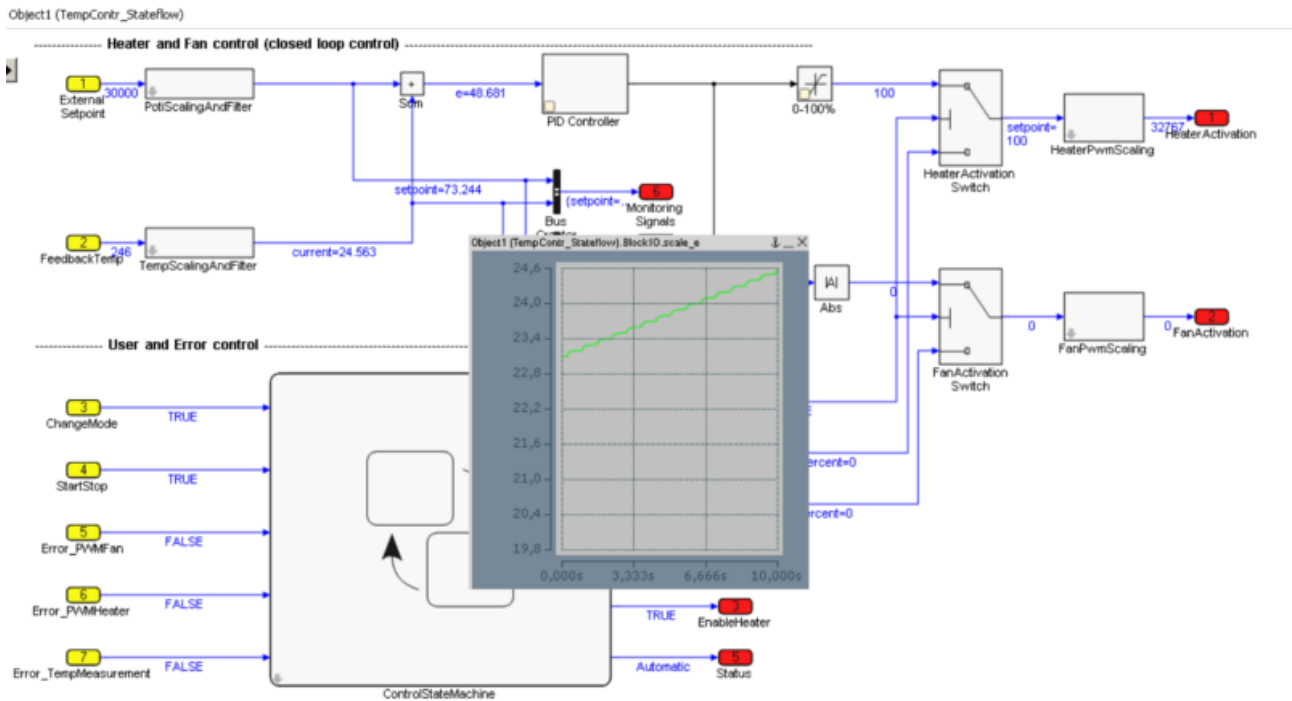 Object1 (TempContr_Stateflow)
Heater and Fan control (closed loop control)
1
30000
External
Setpoint
PotiScalingAndFilter
+
Sum
e=48.681
PID Controller
0-100%
100
HeaterActivation
Switch
setpoint=
100
HeaterPwmScaling
32767
1
HeaterActivation
setpoint=73.244
Bus
(setpoint=...
6
Monitoring
Signals
2
246
FeedbackTemp
TempScalingAndFilter
current=24.563
Object1 (TempContr_Stateflow).BlockIO.scale_e
24,6
24,0
23,4
22,8
22,2
21,6
21,0
20,4
19,8
0,000s
3,333s
6,666s
10,000s
|A|
Abs
0
FanActivation
Switch
0
FanPwmScaling
0
2
FanActivation
User and Error control
3
ChangeMode
TRUE
4
StartStop
TRUE
5
Error_PWMFan
FALSE
6
Error_PWMHeater
FALSE
7
Error_TempMeasurement
FALSE
ercent=0
rcent=0
TRUE
3
EnableHeater
Automatic
5
Status
ControlStateMachine